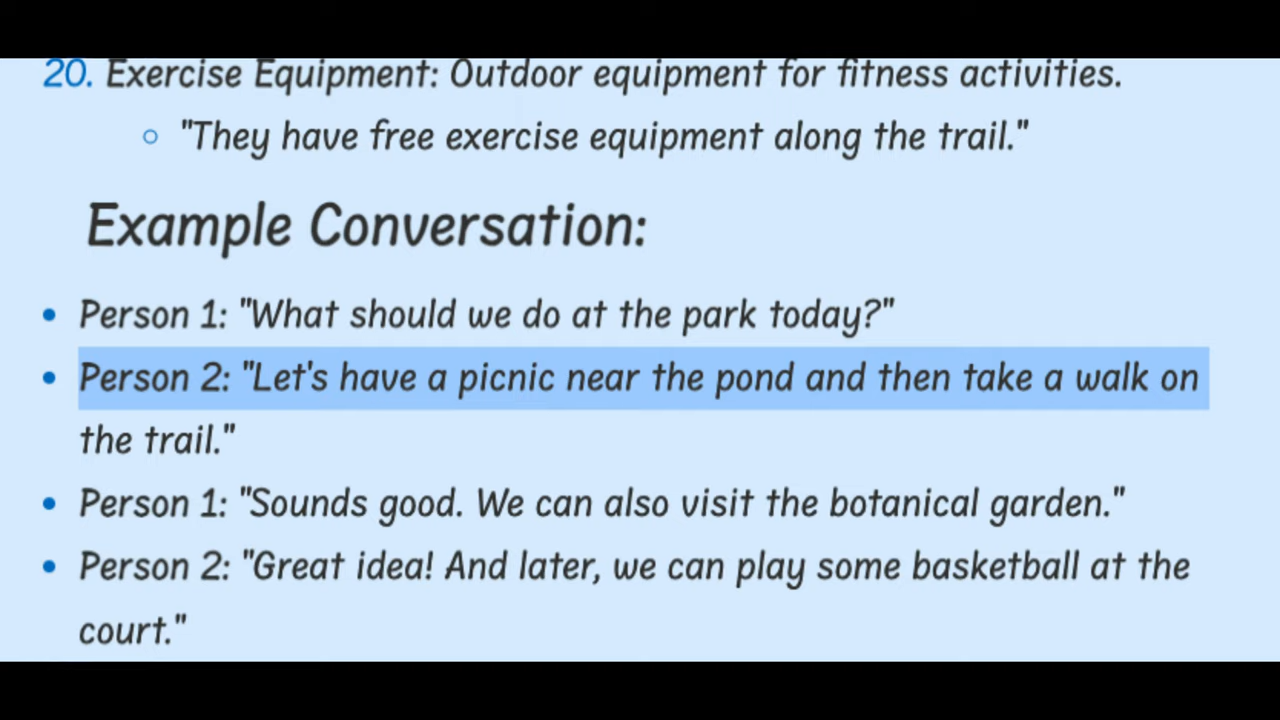 20. Exercise Equipment: Outdoor equipment for fitness activities.
"They have free exercise equipment along the trail."
Example Conversation:
Person 1: "What should we do at the park today?"
Person 2: "Let's have a picnic near the pond and then take a walk on
the trail."
Person 1: "Sounds good. We can also visit the botanical garden."
Person 2: "Great idea! And later, we can play some basketball at the
court."